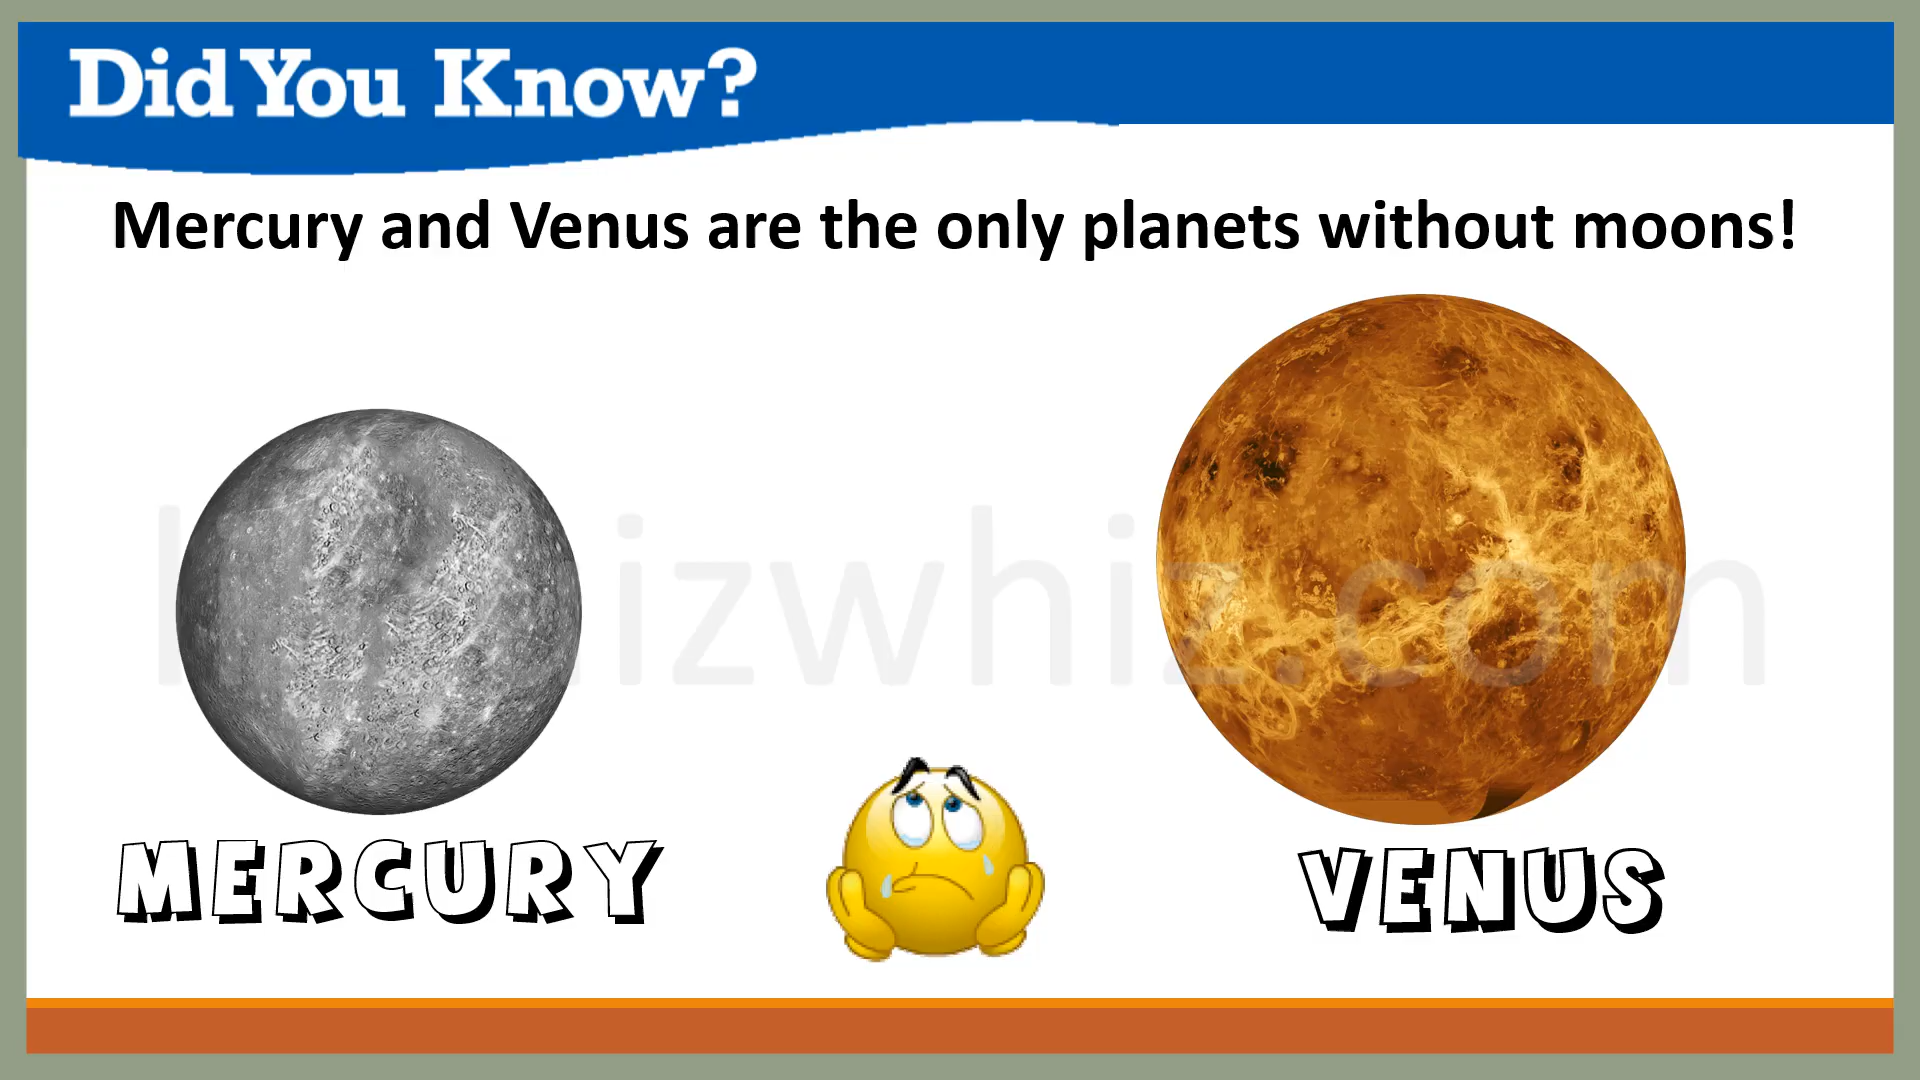 Did You Know?
Mercury and Venus are the only planets without moons!
MERCURY
VENUS